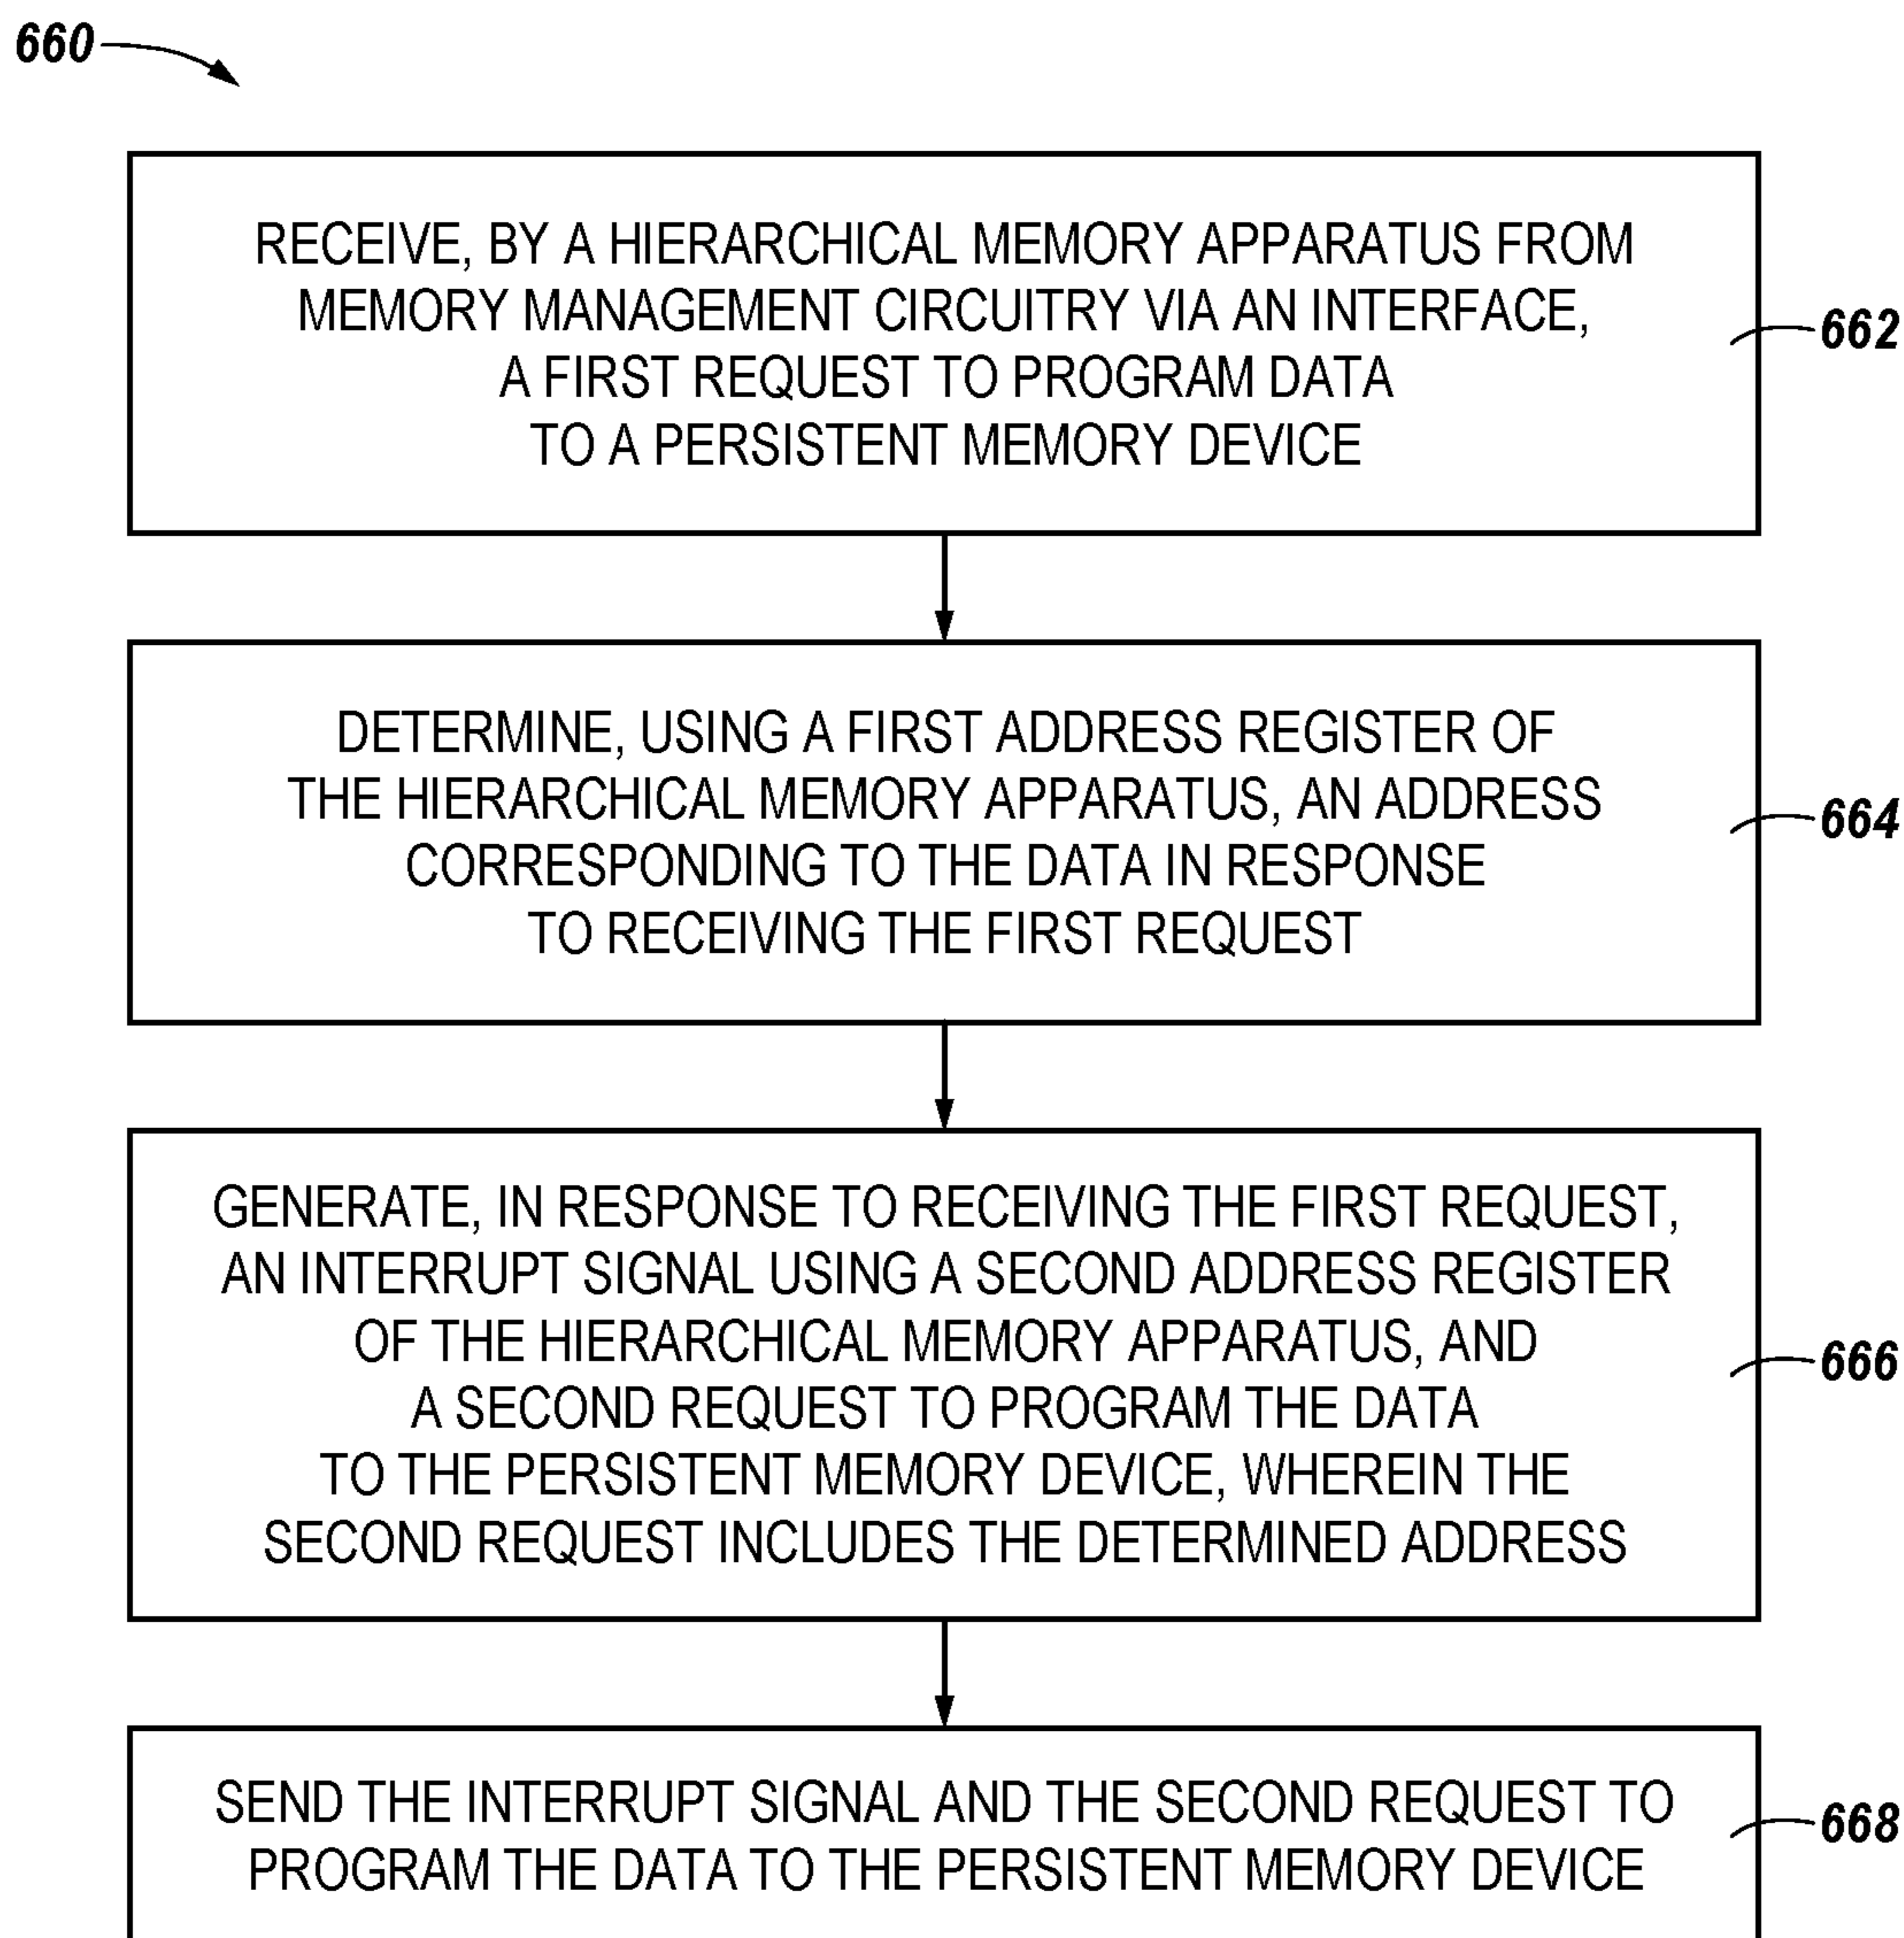 660
RECEIVE, BY A HIERARCHICAL MEMORY APPARATUS FROM
MEMORY MANAGEMENT CIRCUITRY VIA AN INTERFACE,
A FIRST REQUEST TO PROGRAM DATA
TO A PERSISTENT MEMORY DEVICE
662
DETERMINE, USING A FIRST ADDRESS REGISTER OF
THE HIERARCHICAL MEMORY APPARATUS, AN ADDRESS
CORRESPONDING TO THE DATA IN RESPONSE
TO RECEIVING THE FIRST REQUEST
664
GENERATE, IN RESPONSE TO RECEIVING THE FIRST REQUEST,
AN INTERRUPT SIGNAL USING A SECOND ADDRESS REGISTER
OF THE HIERARCHICAL MEMORY APPARATUS, AND
A SECOND REQUEST TO PROGRAM THE DATA
TO THE PERSISTENT MEMORY DEVICE, WHEREIN THE
SECOND REQUEST INCLUDES THE DETERMINED ADDRESS
666
SEND THE INTERRUPT SIGNAL AND THE SECOND REQUEST TO
PROGRAM THE DATA TO THE PERSISTENT MEMORY DEVICE
668